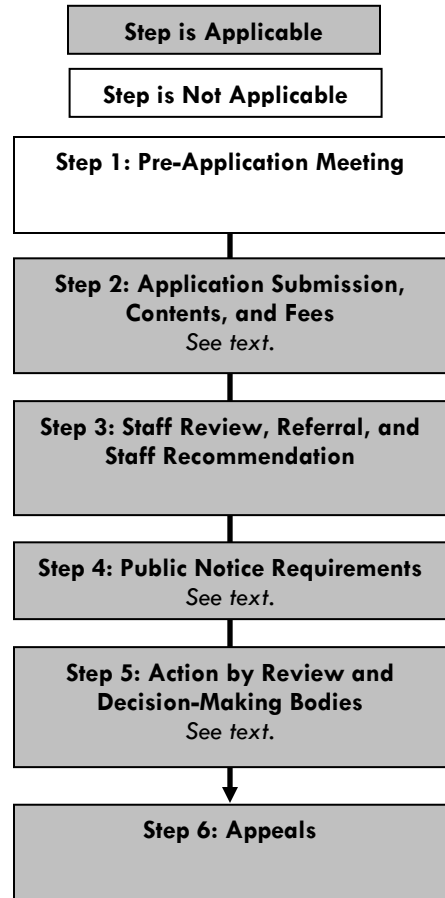 Step is Applicable
Step is Not Applicable
Step 1: Pre-Application Meeting
Step 2: Application Submission,
Contents, and Fees
See text.
Step 3: Staff Review, Referral, and
Staff Recommendation
Step 4: Public Notice Requirements
See text.
Step 5: Action by Review and
Decision-Making Bodies
See text.
Step 6: Appeals